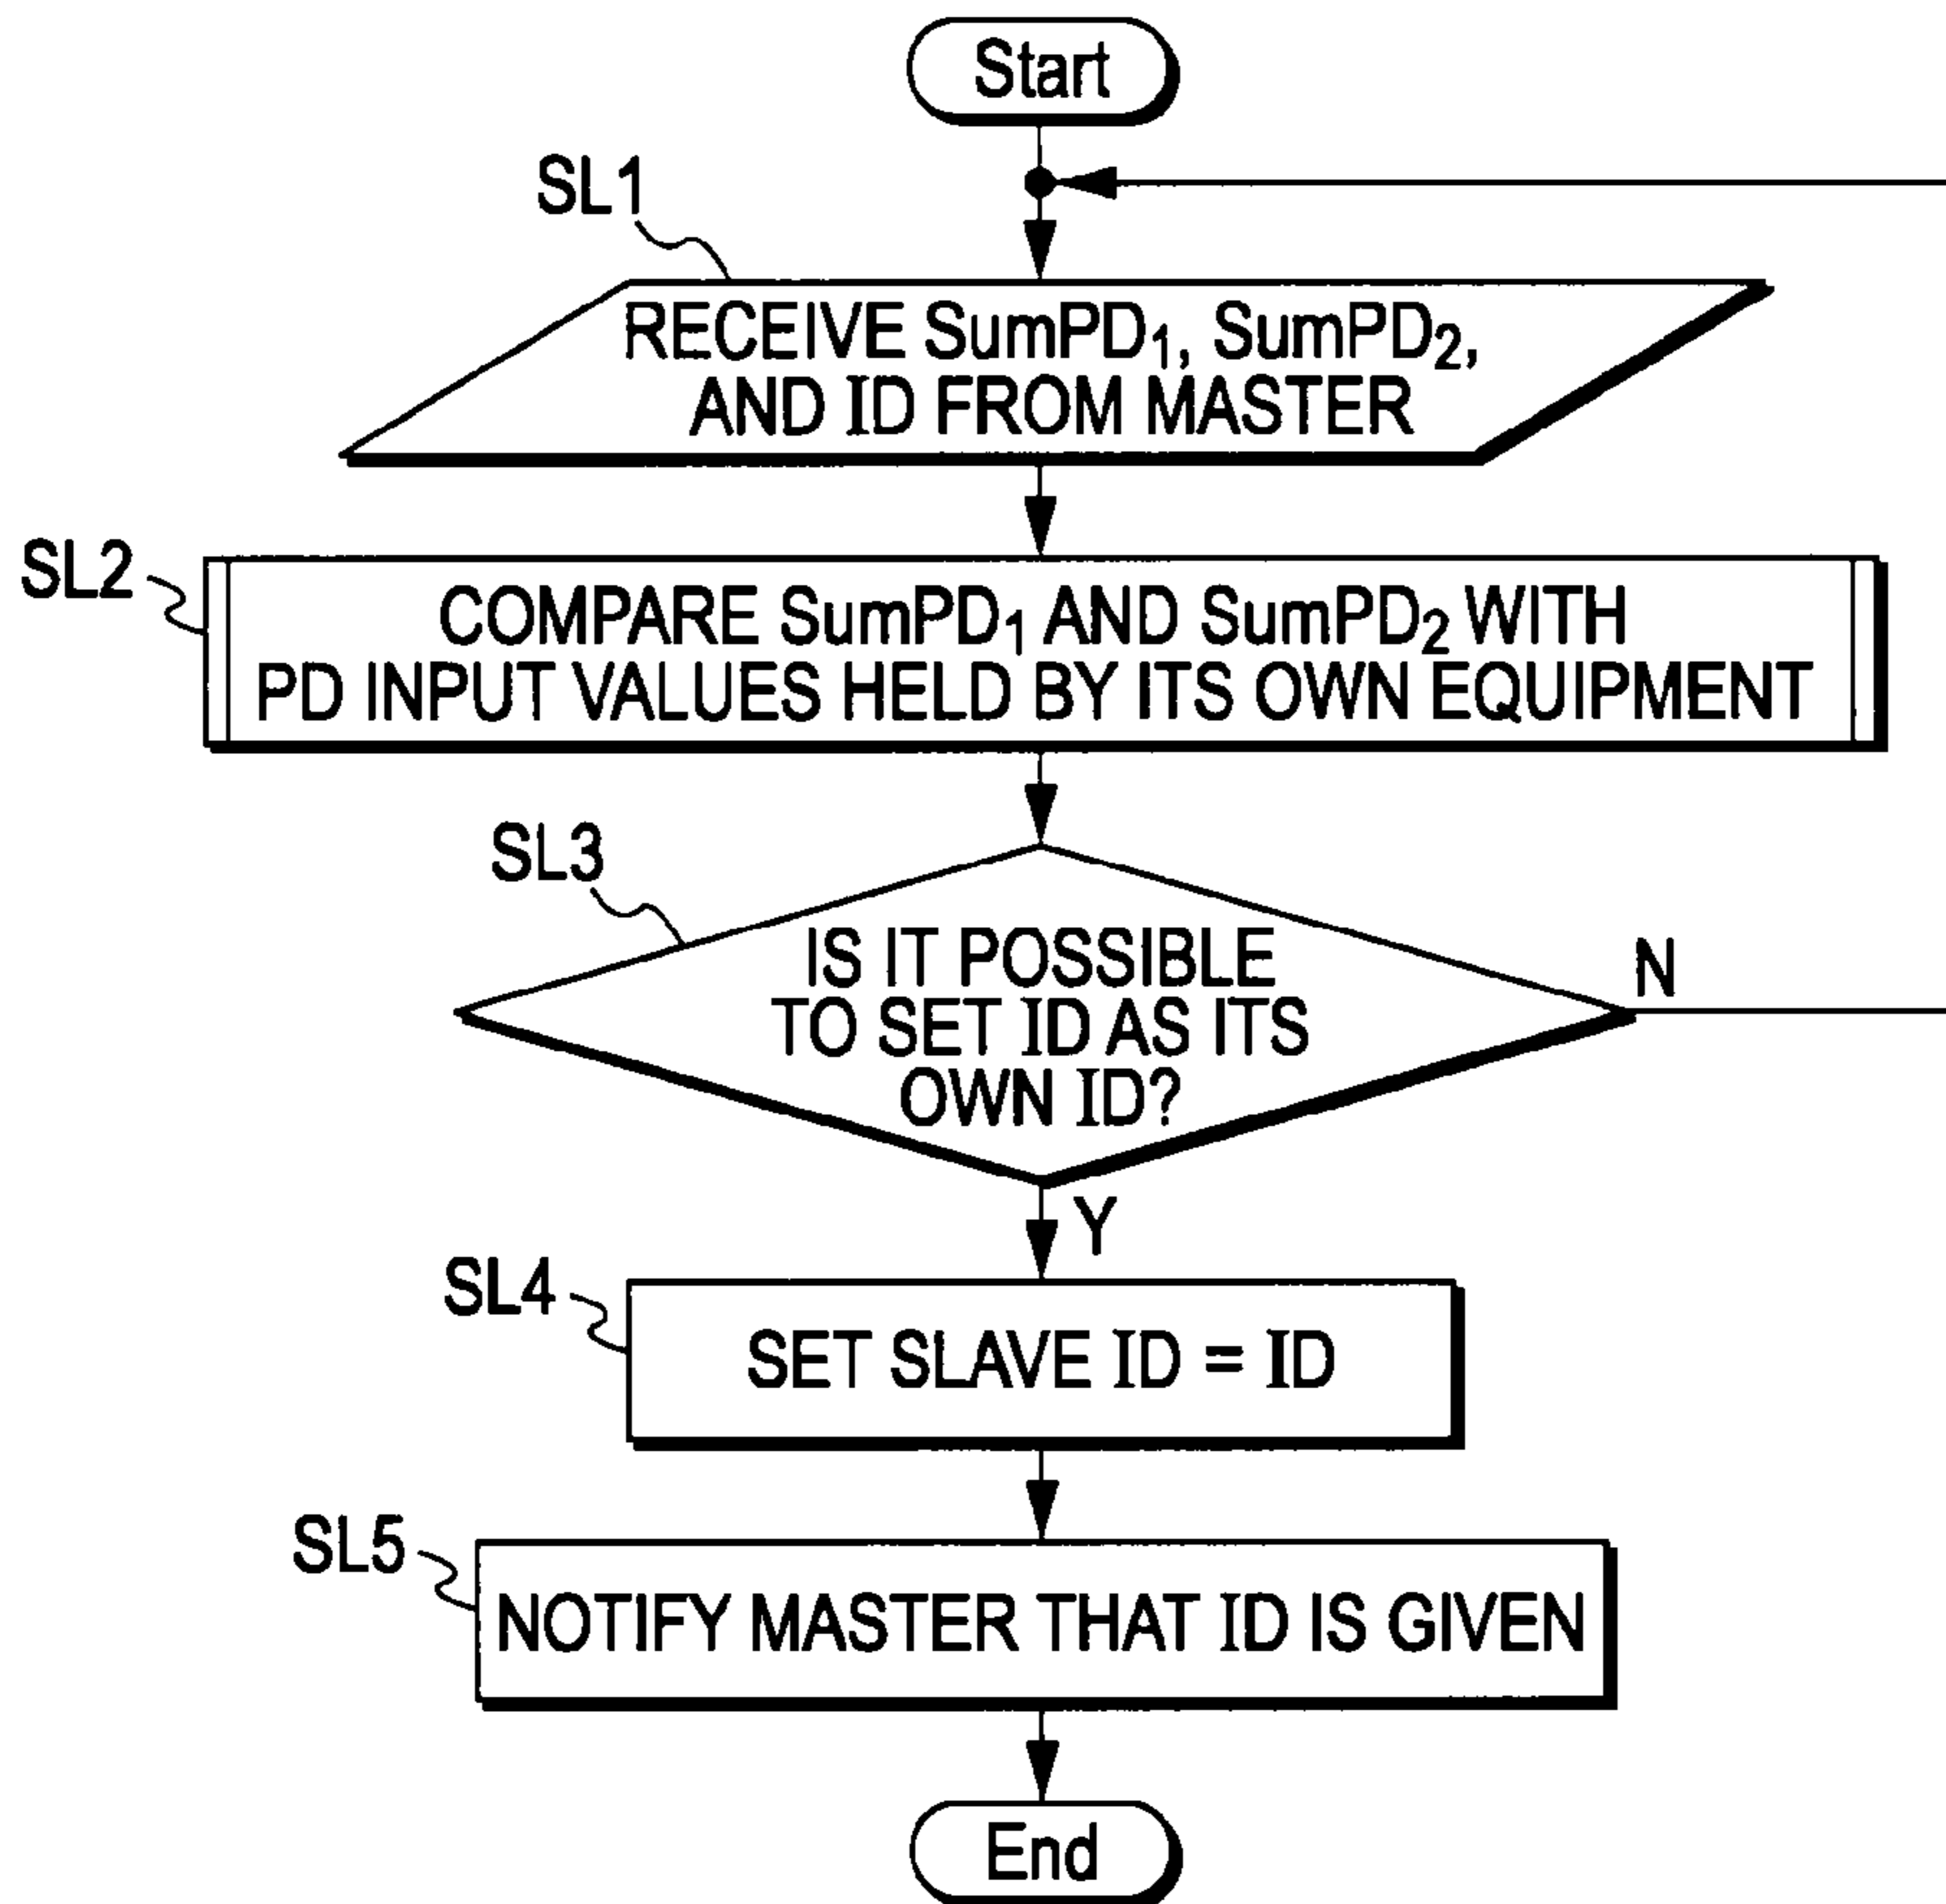 Start
SL1
RECEIVE SumPD₁, SumPD₂,
AND ID FROM MASTER
SL2
COMPARE SumPD₁ AND SumPD₂ WITH
PD INPUT VALUES HELD BY ITS OWN EQUIPMENT
SL3
IS IT POSSIBLE
TO SET ID AS ITS
OWN ID?
N
Y
SL4
SET SLAVE ID = ID
SL5
NOTIFY MASTER THAT ID IS GIVEN
End